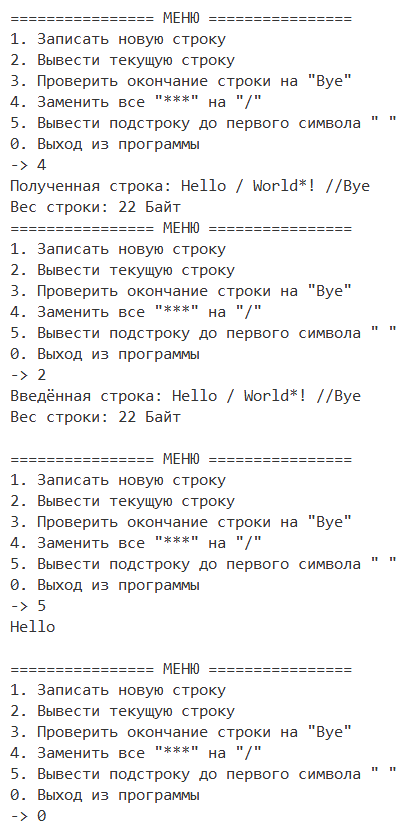 ================ МЕНЮ ================
1. Записать новую строку
2. Вывести текущую строку
3. Проверить окончание строки на "Bye"
4. Заменить все "***" на "/"
5. Вывести подстроку до первого символа " "
0. Выход из программы
-> 4
Полученная строка: Hello / World*! //Bye
Вес строки: 22 Байт
================ МЕНЮ ================
1. Записать новую строку
2. Вывести текущую строку
3. Проверить окончание строки на "Bye"
4. Заменить все "***" на "/"
5. Вывести подстроку до первого символа " "
0. Выход из программы
-> 2
Введённая строка: Hello / World*! //Bye
Вес строки: 22 Байт
================ МЕНЮ ================
1. Записать новую строку
2. Вывести текущую строку
3. Проверить окончание строки на "Bye"
4. Заменить все "***" на "/"
5. Вывести подстроку до первого символа " "
0. Выход из программы
-> 5
Hello
================ МЕНЮ ================
1. Записать новую строку
2. Вывести текущую строку
3. Проверить окончание строки на "Bye"
4. Заменить все "***" на "/"
5. Вывести подстроку до первого символа " "
0. Выход из программы
-> 0